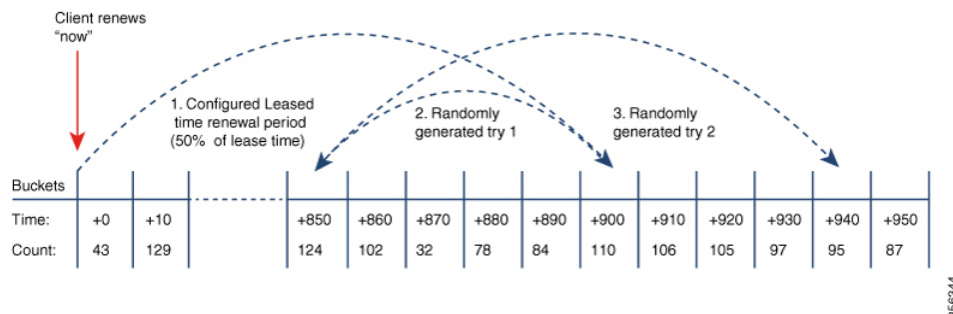 Client renews
“now”
1. Configured Leased
time renewal period
(50% of lease time)
2. Randomly
generated try 1
3. Randomly
generated try 2
Buckets
Time: +0 +10 +850 +860 +870 +880 +890 +900 +910 +920 +930 +940 +950
Count: 43 129 124 102 32 78 84 110 106 105 97 95 87